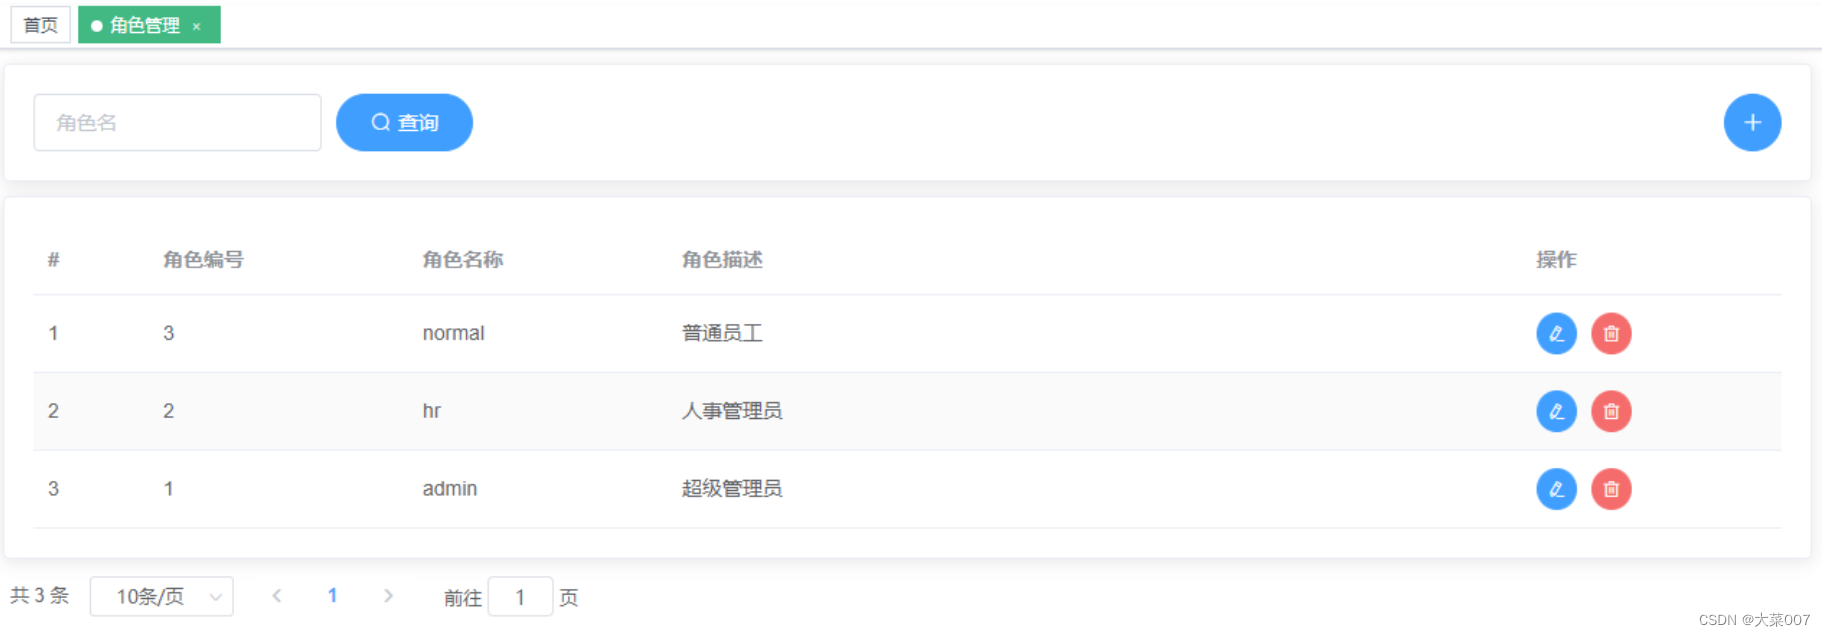 首页 角色管理 ×
角色名 查询
# 角色编号 角色名称 角色描述 操作
1 3 normal 普通员工
2 2 hr 人事管理员
3 1 admin 超级管理员
共 3 条 10条/页 1 前往 1 页
CSDN @大菜007